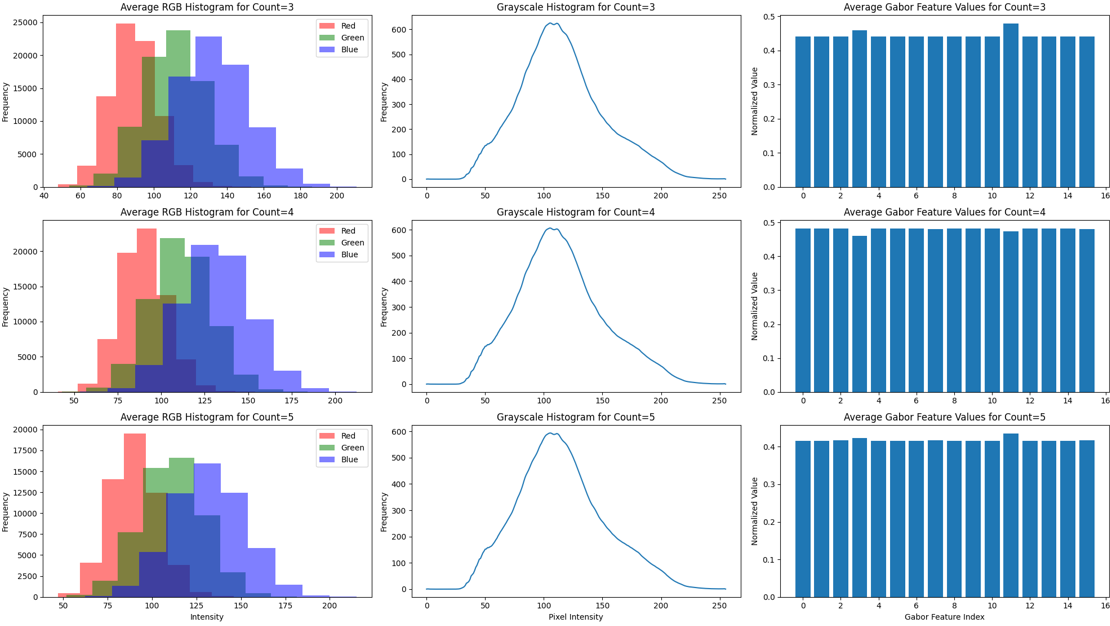 Average RGB Histogram for Count=3
Frequency
25000
20000
15000
10000
5000
0
40 60 80 100 120 140 160 180 200
Red
Green
Blue
Grayscale Histogram for Count=3
Frequency
600
500
400
300
200
100
0
0 50 100 150 200 250
Average Gabor Feature Values for Count=3
Normalized Value
0.5
0.4
0.3
0.2
0.1
0.0
0 2 4 6 8 10 12 14 16
Average RGB Histogram for Count=4
Frequency
20000
15000
10000
5000
0
50 75 100 125 150 175 200
Red
Green
Blue
Grayscale Histogram for Count=4
Frequency
600
500
400
300
200
100
0
0 50 100 150 200 250
Average Gabor Feature Values for Count=4
Normalized Value
0.5
0.4
0.3
0.2
0.1
0.0
0 2 4 6 8 10 12 14 16
Average RGB Histogram for Count=5
Frequency
20000
17500
15000
12500
10000
7500
5000
2500
0
50 75 100 125 150 175 200
Intensity
Red
Green
Blue
Grayscale Histogram for Count=5
Frequency
600
500
400
300
200
100
0
0 50 100 150 200 250
Pixel Intensity
Average Gabor Feature Values for Count=5
Normalized Value
0.4
0.3
0.2
0.1
0.0
0 2 4 6 8 10 12 14 16
Gabor Feature Index